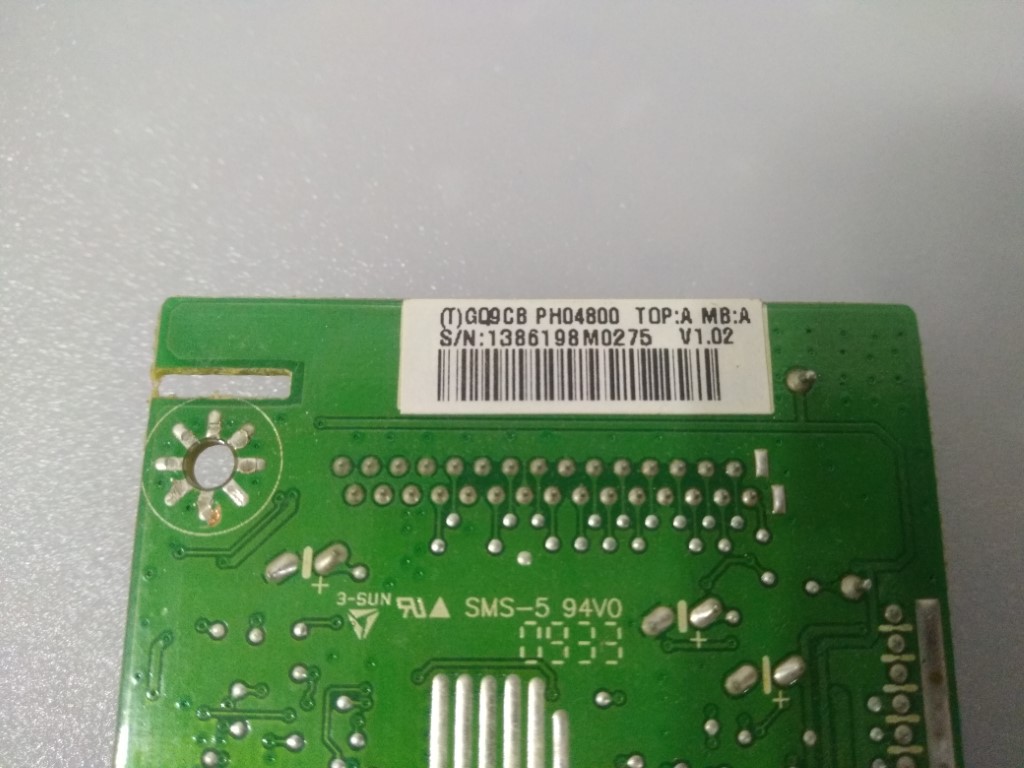 (T)GQ9CB PH04800 TOP:A MB:A
S/N:1386198M0275 V1.02
3-SUN SMS-5 94V0
0933